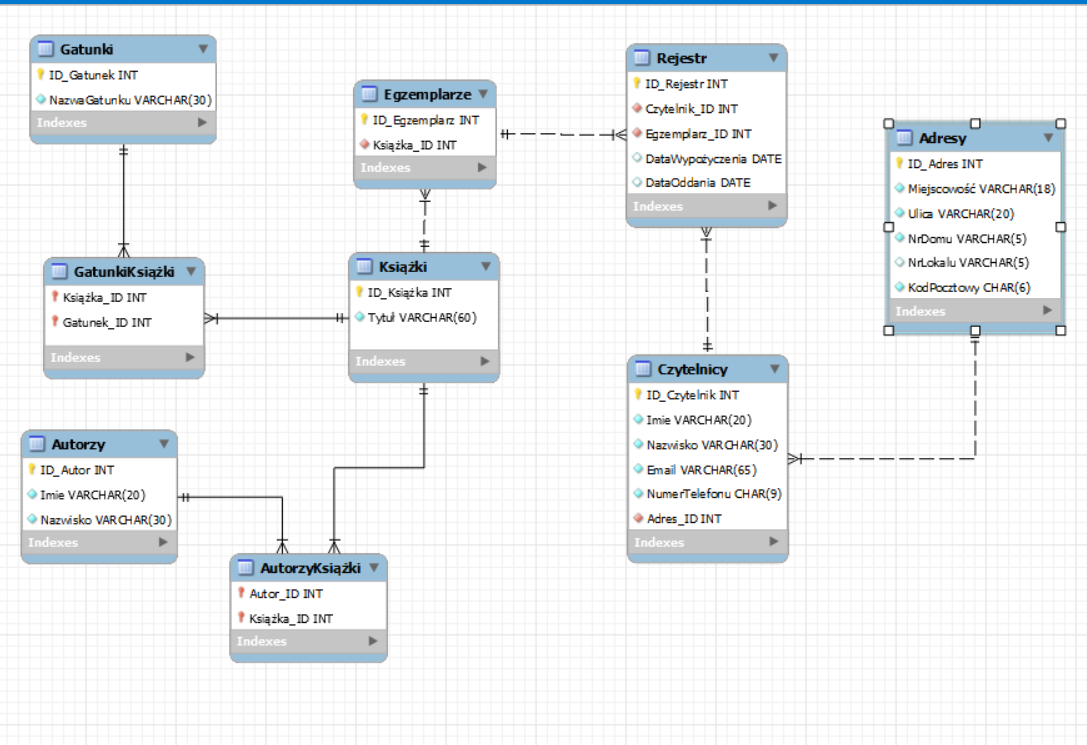 Gatunki
ID_Gatunek INT
NazwaGatunku VARCHAR(30)
Indexes
Egzemplarze
ID_Egzemplarz INT
Książka_ID INT
Indexes
Rejestr
ID_Rejestr INT
Czytelnik_ID INT
Egzemplarz_ID INT
DataWypożyczenia DATE
DataOddania DATE
Indexes
Adresy
ID_Adres INT
Miejscowość VARCHAR(18)
Ulica VARCHAR(20)
NrDomu VARCHAR(5)
NrLokalu VARCHAR(5)
KodPocztowy CHAR(6)
Indexes
GatunkiKsiążki
Książka_ID INT
Gatunek_ID INT
Indexes
Książki
ID_Książka INT
Tytuł VARCHAR(60)
Indexes
Czytelnicy
ID_Czytelnik INT
Imie VARCHAR(20)
Nazwisko VARCHAR(30)
Email VARCHAR(65)
NumerTelefonu CHAR(9)
Adres_ID INT
Indexes
Autorzy
ID_Autor INT
Imie VARCHAR(20)
Nazwisko VARCHAR(30)
Indexes
AutorzyKsiążki
Autor_ID INT
Książka_ID INT
Indexes